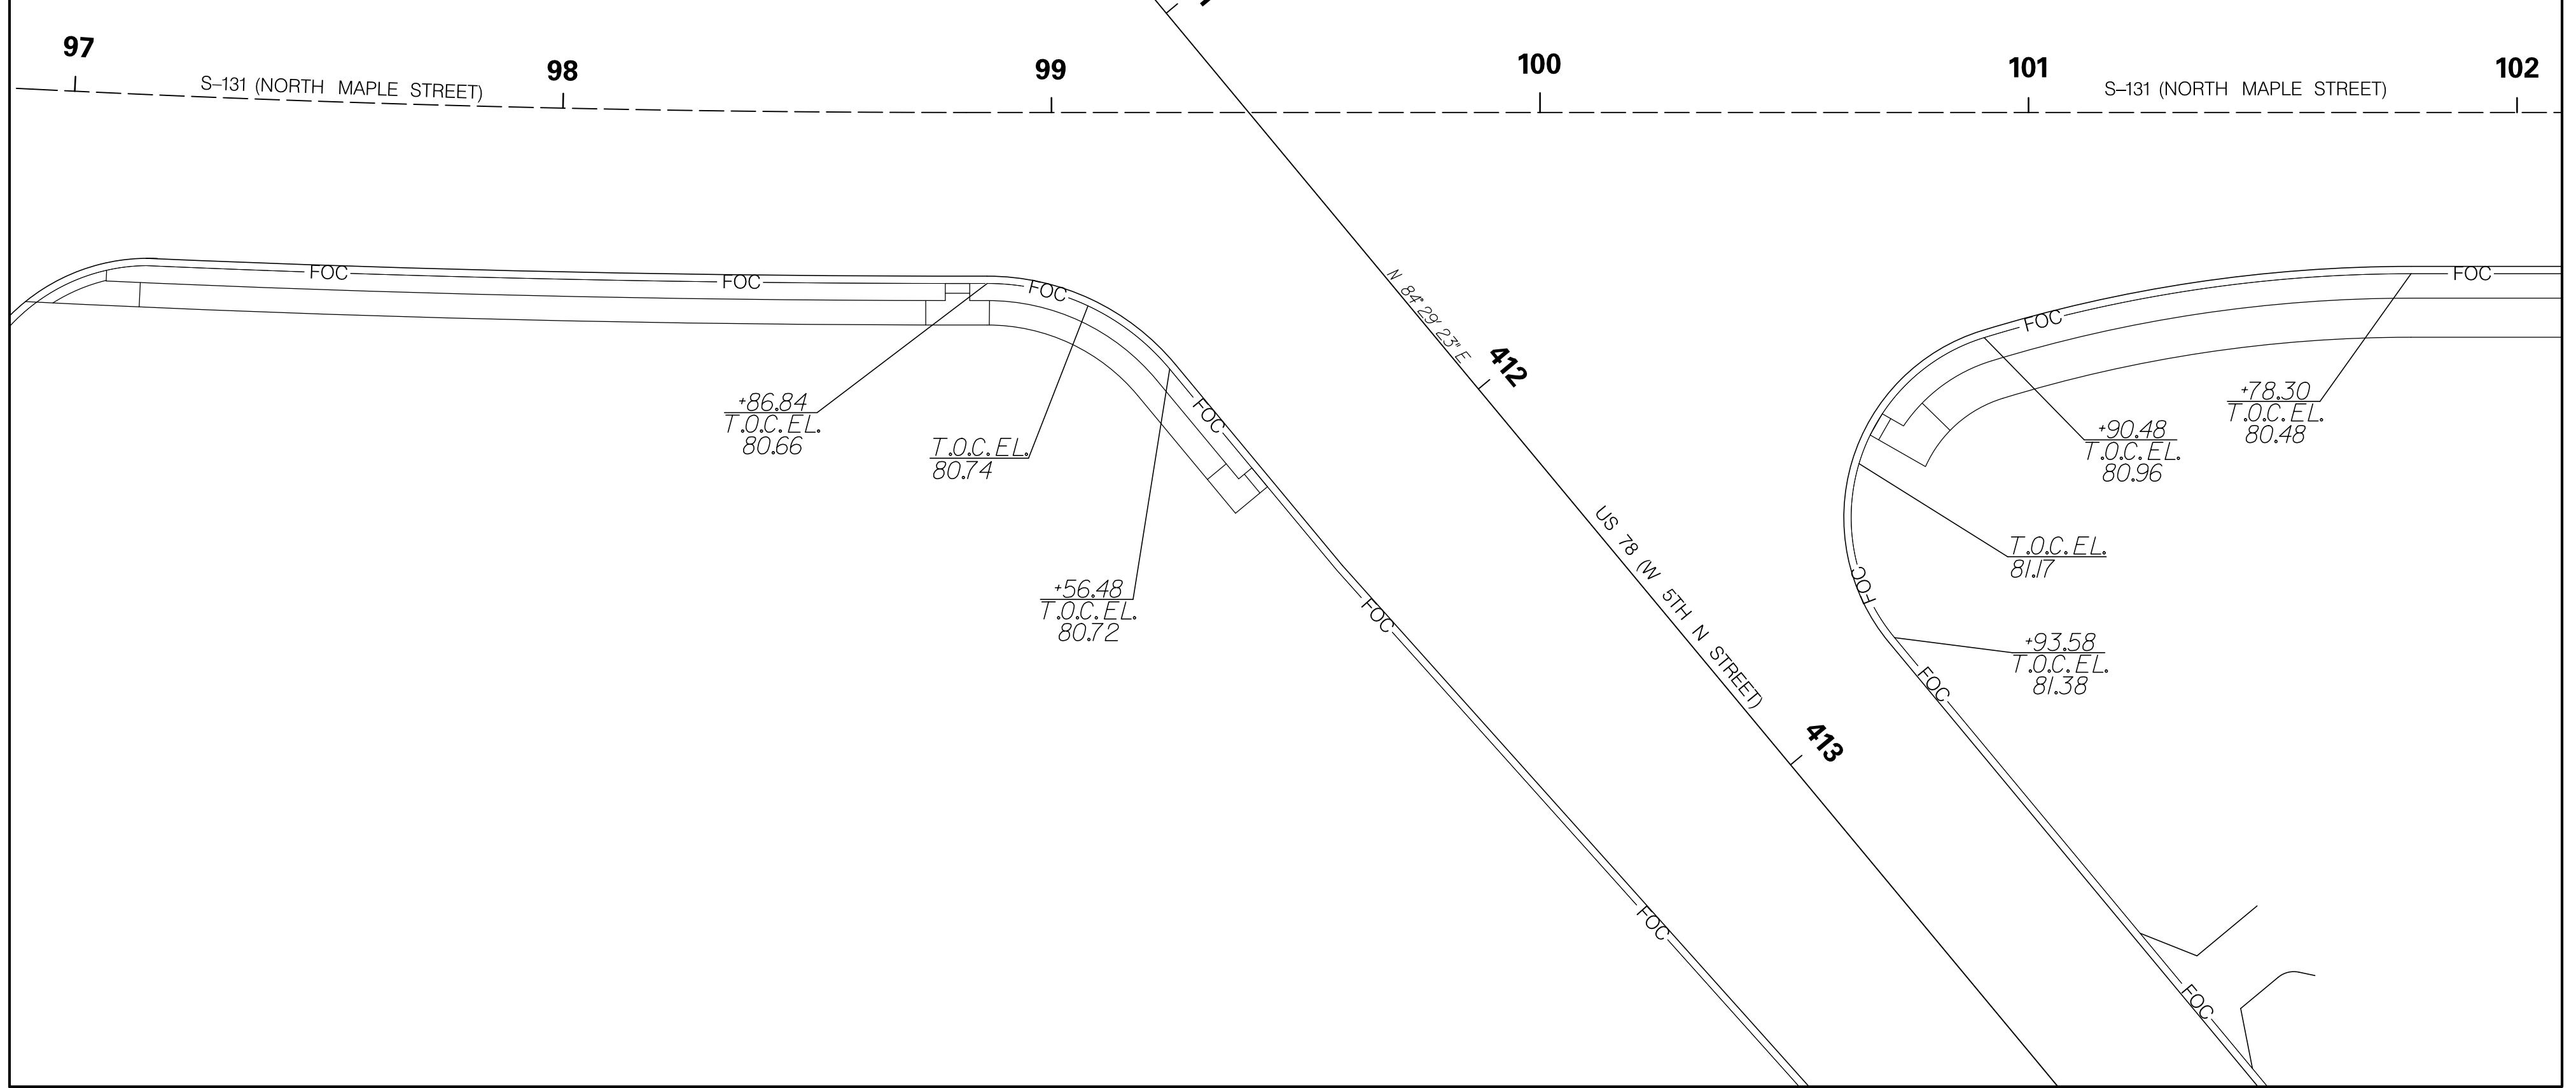 97
98
99
100
101
102
S-131 (NORTH MAPLE STREET)
S-131 (NORTH MAPLE STREET)
FOC
FOC
FOC
FOC
FOC
N 84° 29' 23" E
412
+86.84
T.O.C. EL.
80.66
T.O.C. EL.
80.74
FOC
+78.30
T.O.C. EL.
80.48
+90.48
T.O.C. EL.
80.96
US 78 (W 5TH N STREET)
T.O.C. EL.
81.17
FOC
+56.48
T.O.C. EL.
80.72
FOC
+93.58
T.O.C. EL.
81.38
FOC
413
FOC
FOC